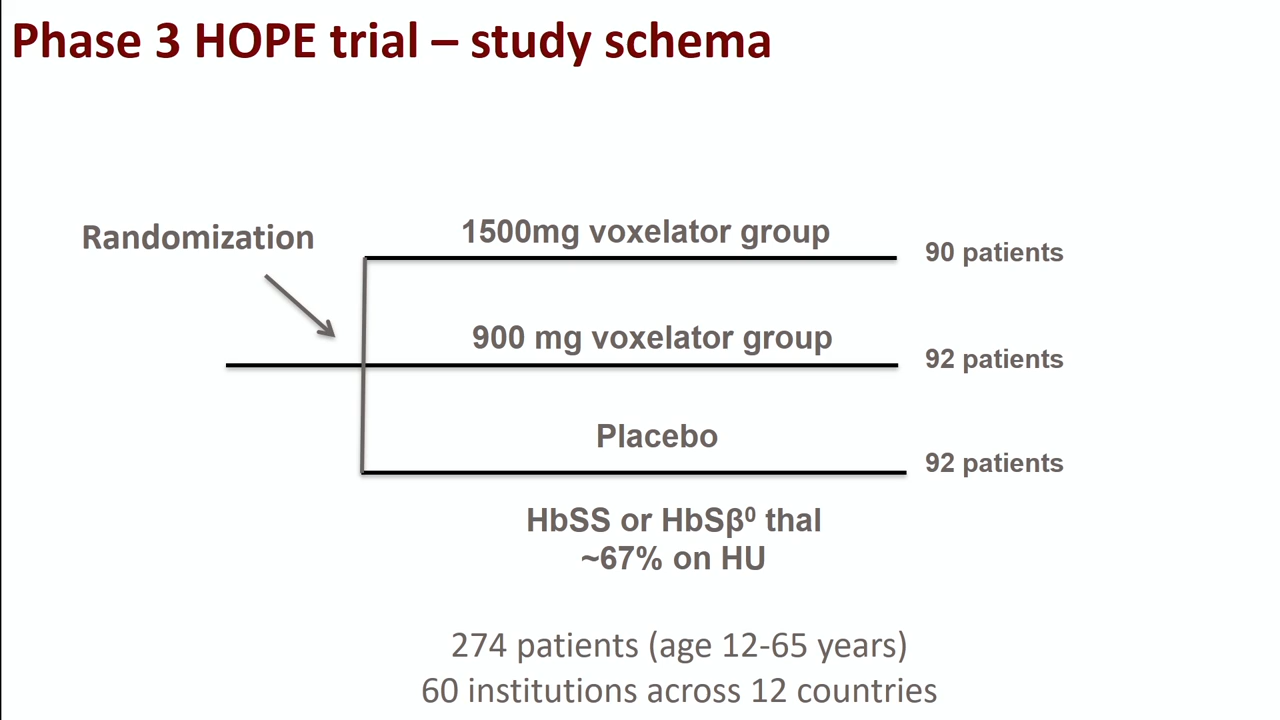 Phase 3 HOPE trial – study schema
Randomization
1500mg voxelator group
90 patients
900 mg voxelator group
92 patients
Placebo
92 patients
HbSS or HbSβ⁰ thal
~67% on HU
274 patients (age 12-65 years)
60 institutions across 12 countries